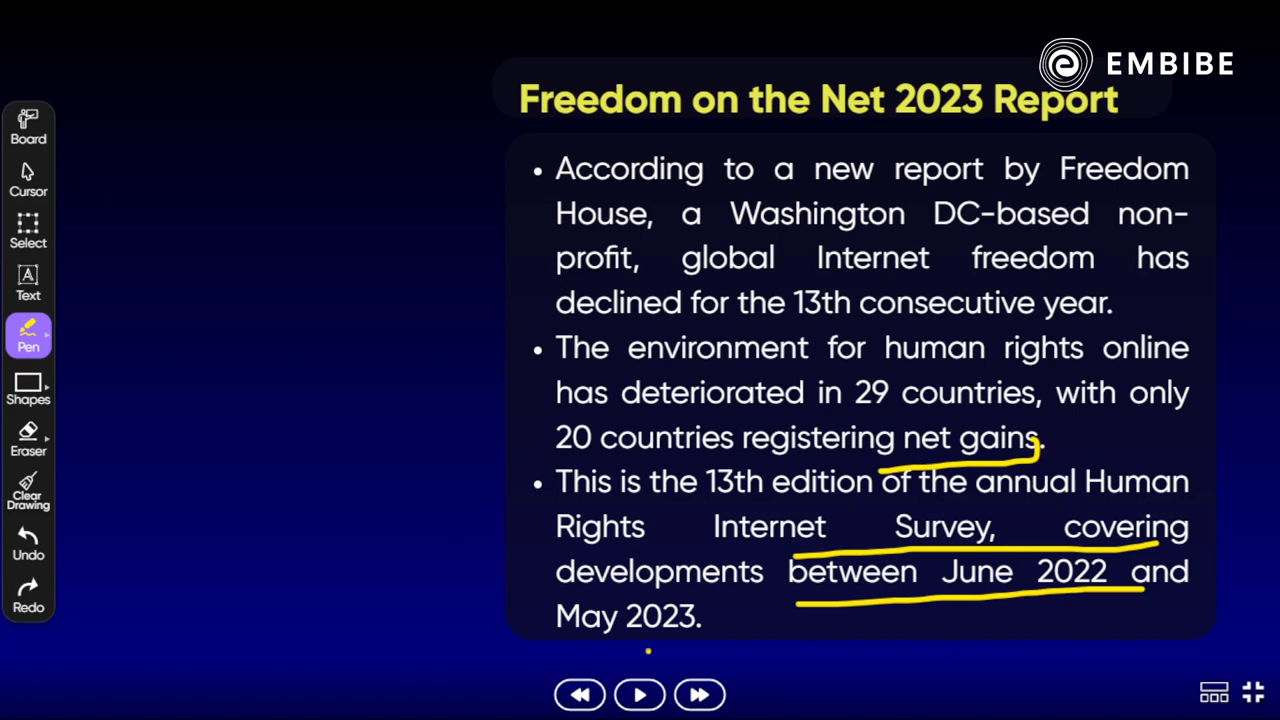 EMBIBE
Freedom on the Net 2023 Report
• According to a new report by Freedom
House, a Washington DC-based non-
profit, global Internet freedom has
declined for the 13th consecutive year.
• The environment for human rights online
has deteriorated in 29 countries, with only
20 countries registering net gains.
• This is the 13th edition of the annual Human
Rights Internet Survey, covering
developments between June 2022 and
May 2023.
Board
Cursor
Select
Text
Pen
Shapes
Eraser
Clear
Drawing
Undo
Redo